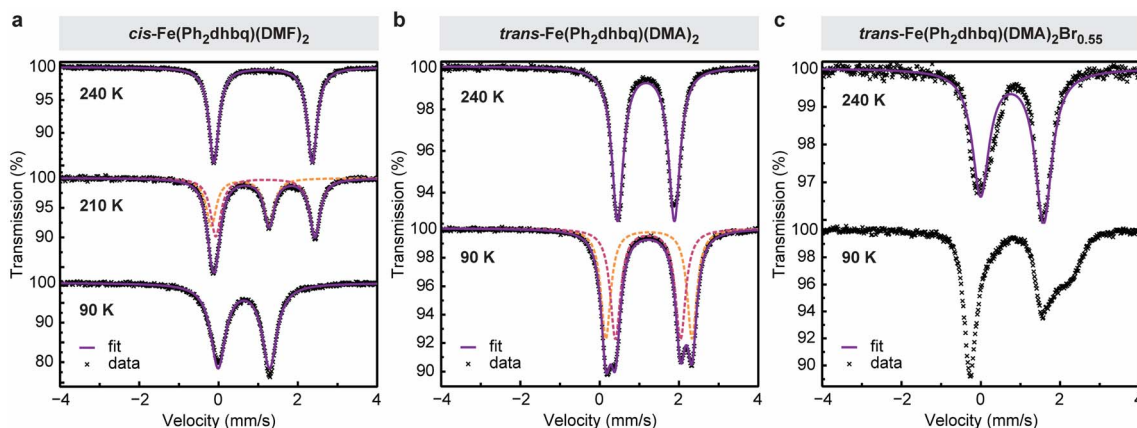 a
cis-Fe(Ph₂dhbq)(DMF)₂
Transmission (%)
100
95
90
240 K
100
95
90
210 K
100
90
80
90 K
fit
data
−4 −2 0 2 4
Velocity (mm/s)
b
trans-Fe(Ph₂dhbq)(DMA)₂
Transmission (%)
100
98
96
94
92
240 K
100
98
96
94
92
90
90 K
fit
data
−4 −2 0 2 4
Velocity (mm/s)
c
trans-Fe(Ph₂dhbq)(DMA)₂Br₀.₅₅
Transmission (%)
100
99
97
240 K
100
98
96
94
92
90
90 K
fit
data
−4 −2 0 2 4
Velocity (mm/s)